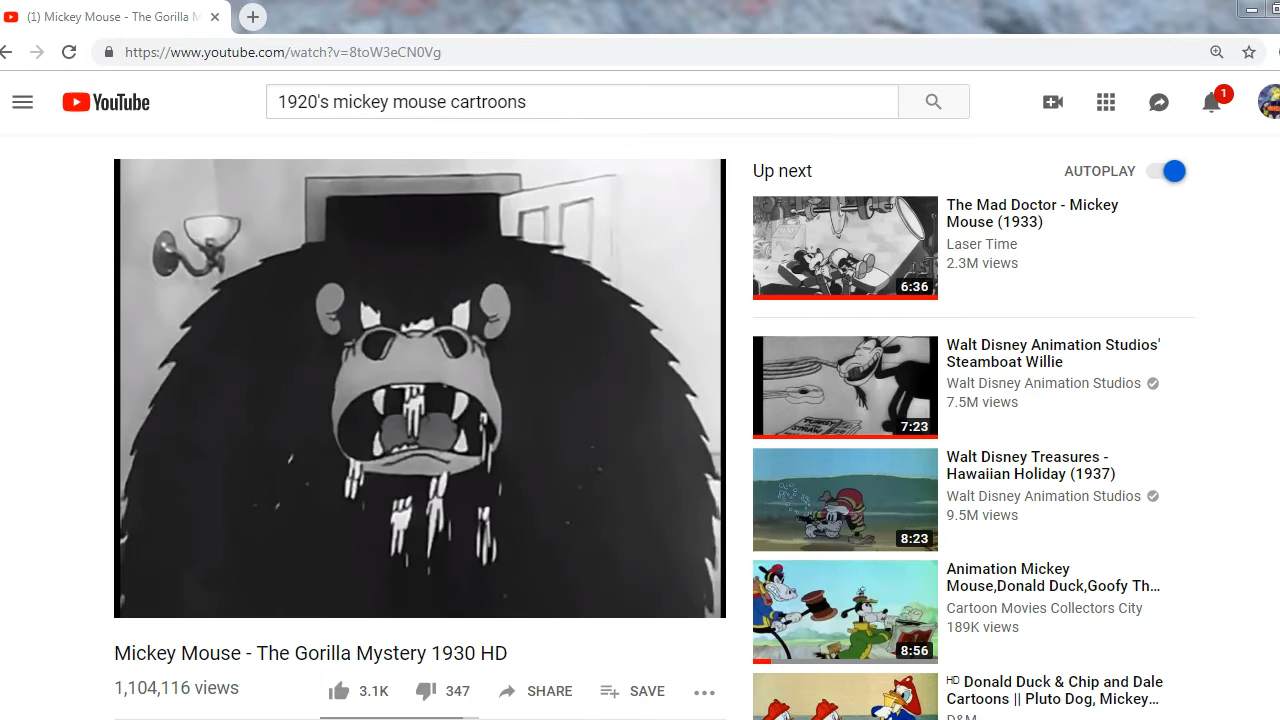 (1) Mickey Mouse - The Gorilla M
https://www.youtube.com/watch?v=8toW3eCN0Vg
YouTube
1920's mickey mouse cartroons
1
Up next
AUTOPLAY
The Mad Doctor - Mickey
Mouse (1933)
Laser Time
2.3M views
6:36
Walt Disney Animation Studios'
Steamboat Willie
Walt Disney Animation Studios
7.5M views
7:23
Walt Disney Treasures -
Hawaiian Holiday (1937)
Walt Disney Animation Studios
9.5M views
8:23
Animation Mickey
Mouse,Donald Duck,Goofy Th...
Cartoon Movies Collectors City
189K views
8:56
HD Donald Duck & Chip and Dale
Cartoons || Pluto Dog, Mickey...
D&M
Mickey Mouse - The Gorilla Mystery 1930 HD
1,104,116 views
3.1K
347
SHARE
SAVE